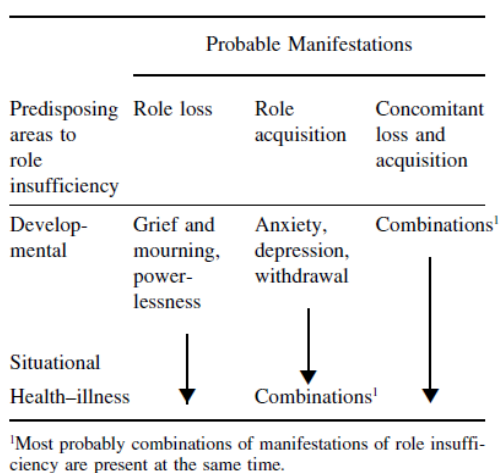 Probable Manifestations
Predisposing areas to role insufficiency Role loss Role acquisition Concomitant loss and acquisition
Develop-mental Grief and mourning, power-lessness Anxiety, depression, withdrawal Combinations¹
Situational
Health–illness Combinations¹
¹Most probably combinations of manifestations of role insuffi-
ciency are present at the same time.